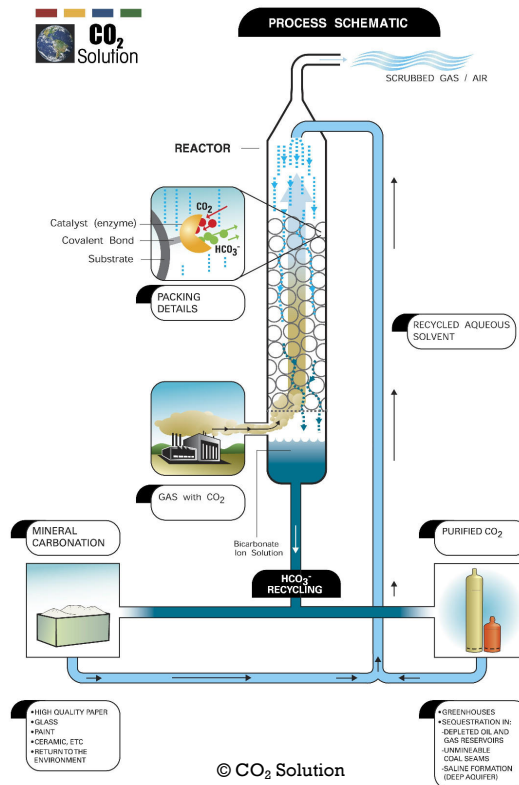 PROCESS SCHEMATIC
CO2
Solution
SCRUBBED GAS / AIR
REACTOR
CO2
Catalyst (enzyme)
Covalent Bond
HCO3-
Substrate
PACKING
DETAILS
RECYCLED AQUEOUS
SOLVENT
GAS with CO2
Bicarbonate
Ion Solution
MINERAL
CARBONATION
PURIFIED CO2
HCO3-
RECYCLING
•HIGH QUALITY PAPER
•GLASS
•PAINT
•CERAMIC, ETC
•RETURN TO THE
ENVIRONMENT
•GREENHOUSES
•SEQUESTRATION IN:
-DEPLETED OIL AND
GAS RESERVOIRS
-UNMINEABLE
COAL SEAMS
-SALINE FORMATION
(DEEP AQUIFER)
© CO2 Solution